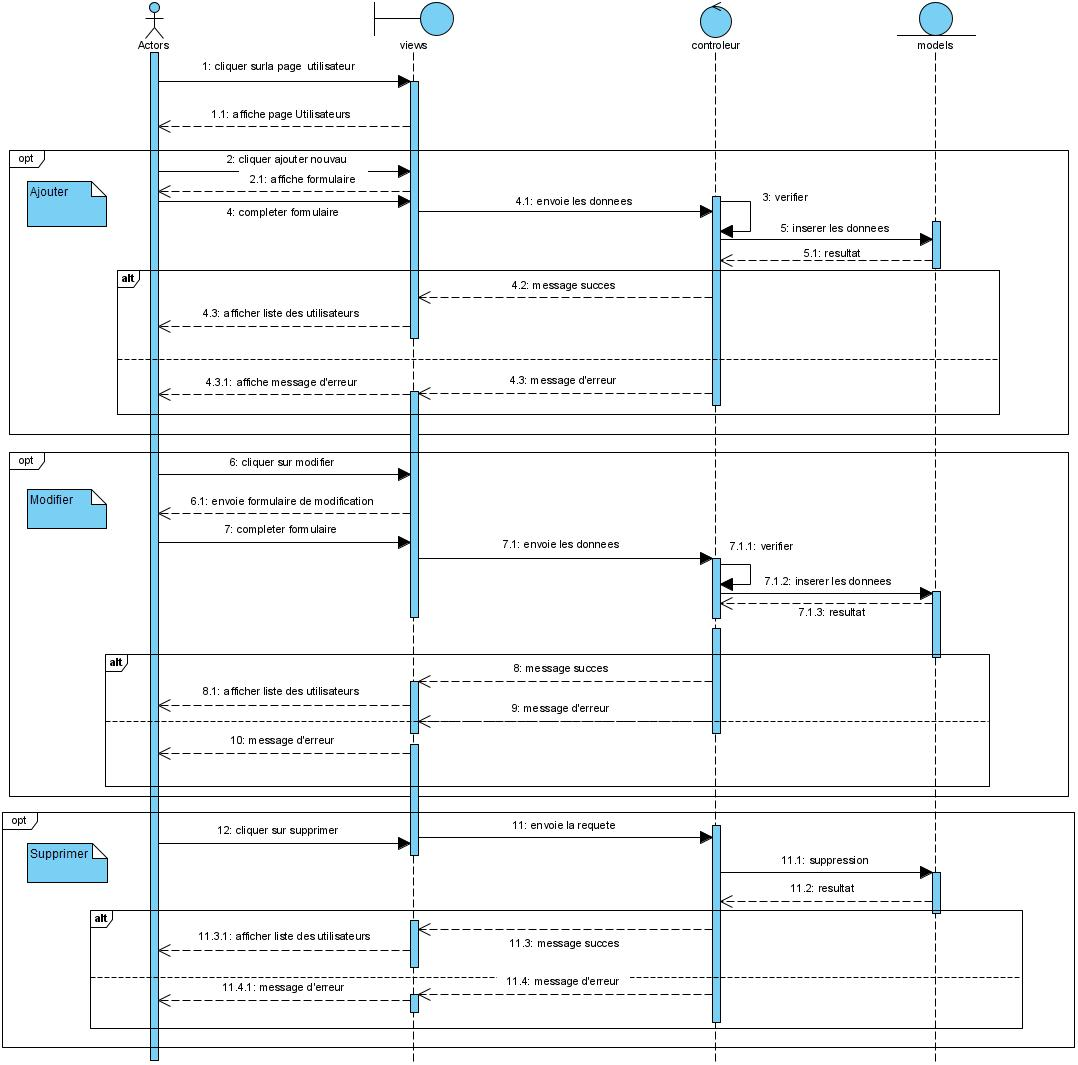 Actors
views
controleur
models
1: cliquer surla page utilisateur
1.1: affiche page Utilisateurs
opt
2: cliquer ajouter nouvau
Ajouter
2.1: affiche formulaire
4: completer formulaire
4.1: envoie les donnees
3: verifier
5: inserer les donnees
5.1: resultat
alt
4.2: message succes
4.3: afficher liste des utilisateurs
4.3: message d'erreur
4.3.1: affiche message d'erreur
opt
6: cliquer sur modifier
Modifier
6.1: envoie formulaire de modification
7: completer formulaire
7.1: envoie les donnees
7.1.1: verifier
7.1.2: inserer les donnees
7.1.3: resultat
alt
8: message succes
8.1: afficher liste des utilisateurs
9: message d'erreur
10: message d'erreur
opt
12: cliquer sur supprimer
11: envoie la requete
Supprimer
11.1: suppression
11.2: resultat
alt
11.3.1: afficher liste des utilisateurs
11.3: message succes
11.4: message d'erreur
11.4.1: message d'erreur